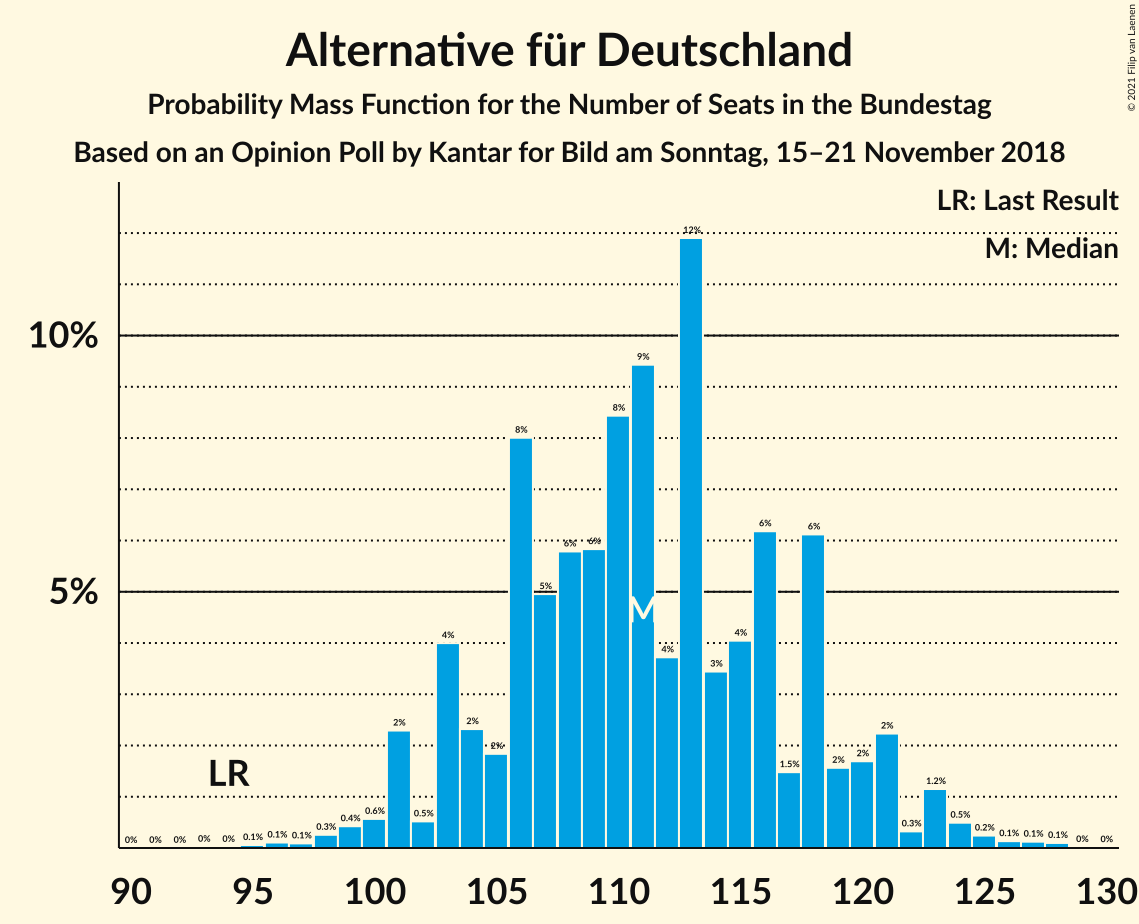 Alternative für Deutschland
Probability Mass Function for the Number of Seats in the Bundestag
Based on an Opinion Poll by Kantar for Bild am Sonntag, 15–21 November 2018
© 2021 Filip van Laenen
LR: Last Result
M: Median
10%
5%
LR
M
0% 0% 0% 0% 0% 0.1% 0.1% 0.1% 0.3% 0.4% 0.6% 2% 0.5% 4% 2% 2% 8% 5% 6% 6% 8% 9% 4% 12% 3% 4% 6% 1.5% 6% 2% 2% 2% 0.3% 1.2% 0.5% 0.2% 0.1% 0.1% 0.1% 0% 0%
90 95 100 105 110 115 120 125 130